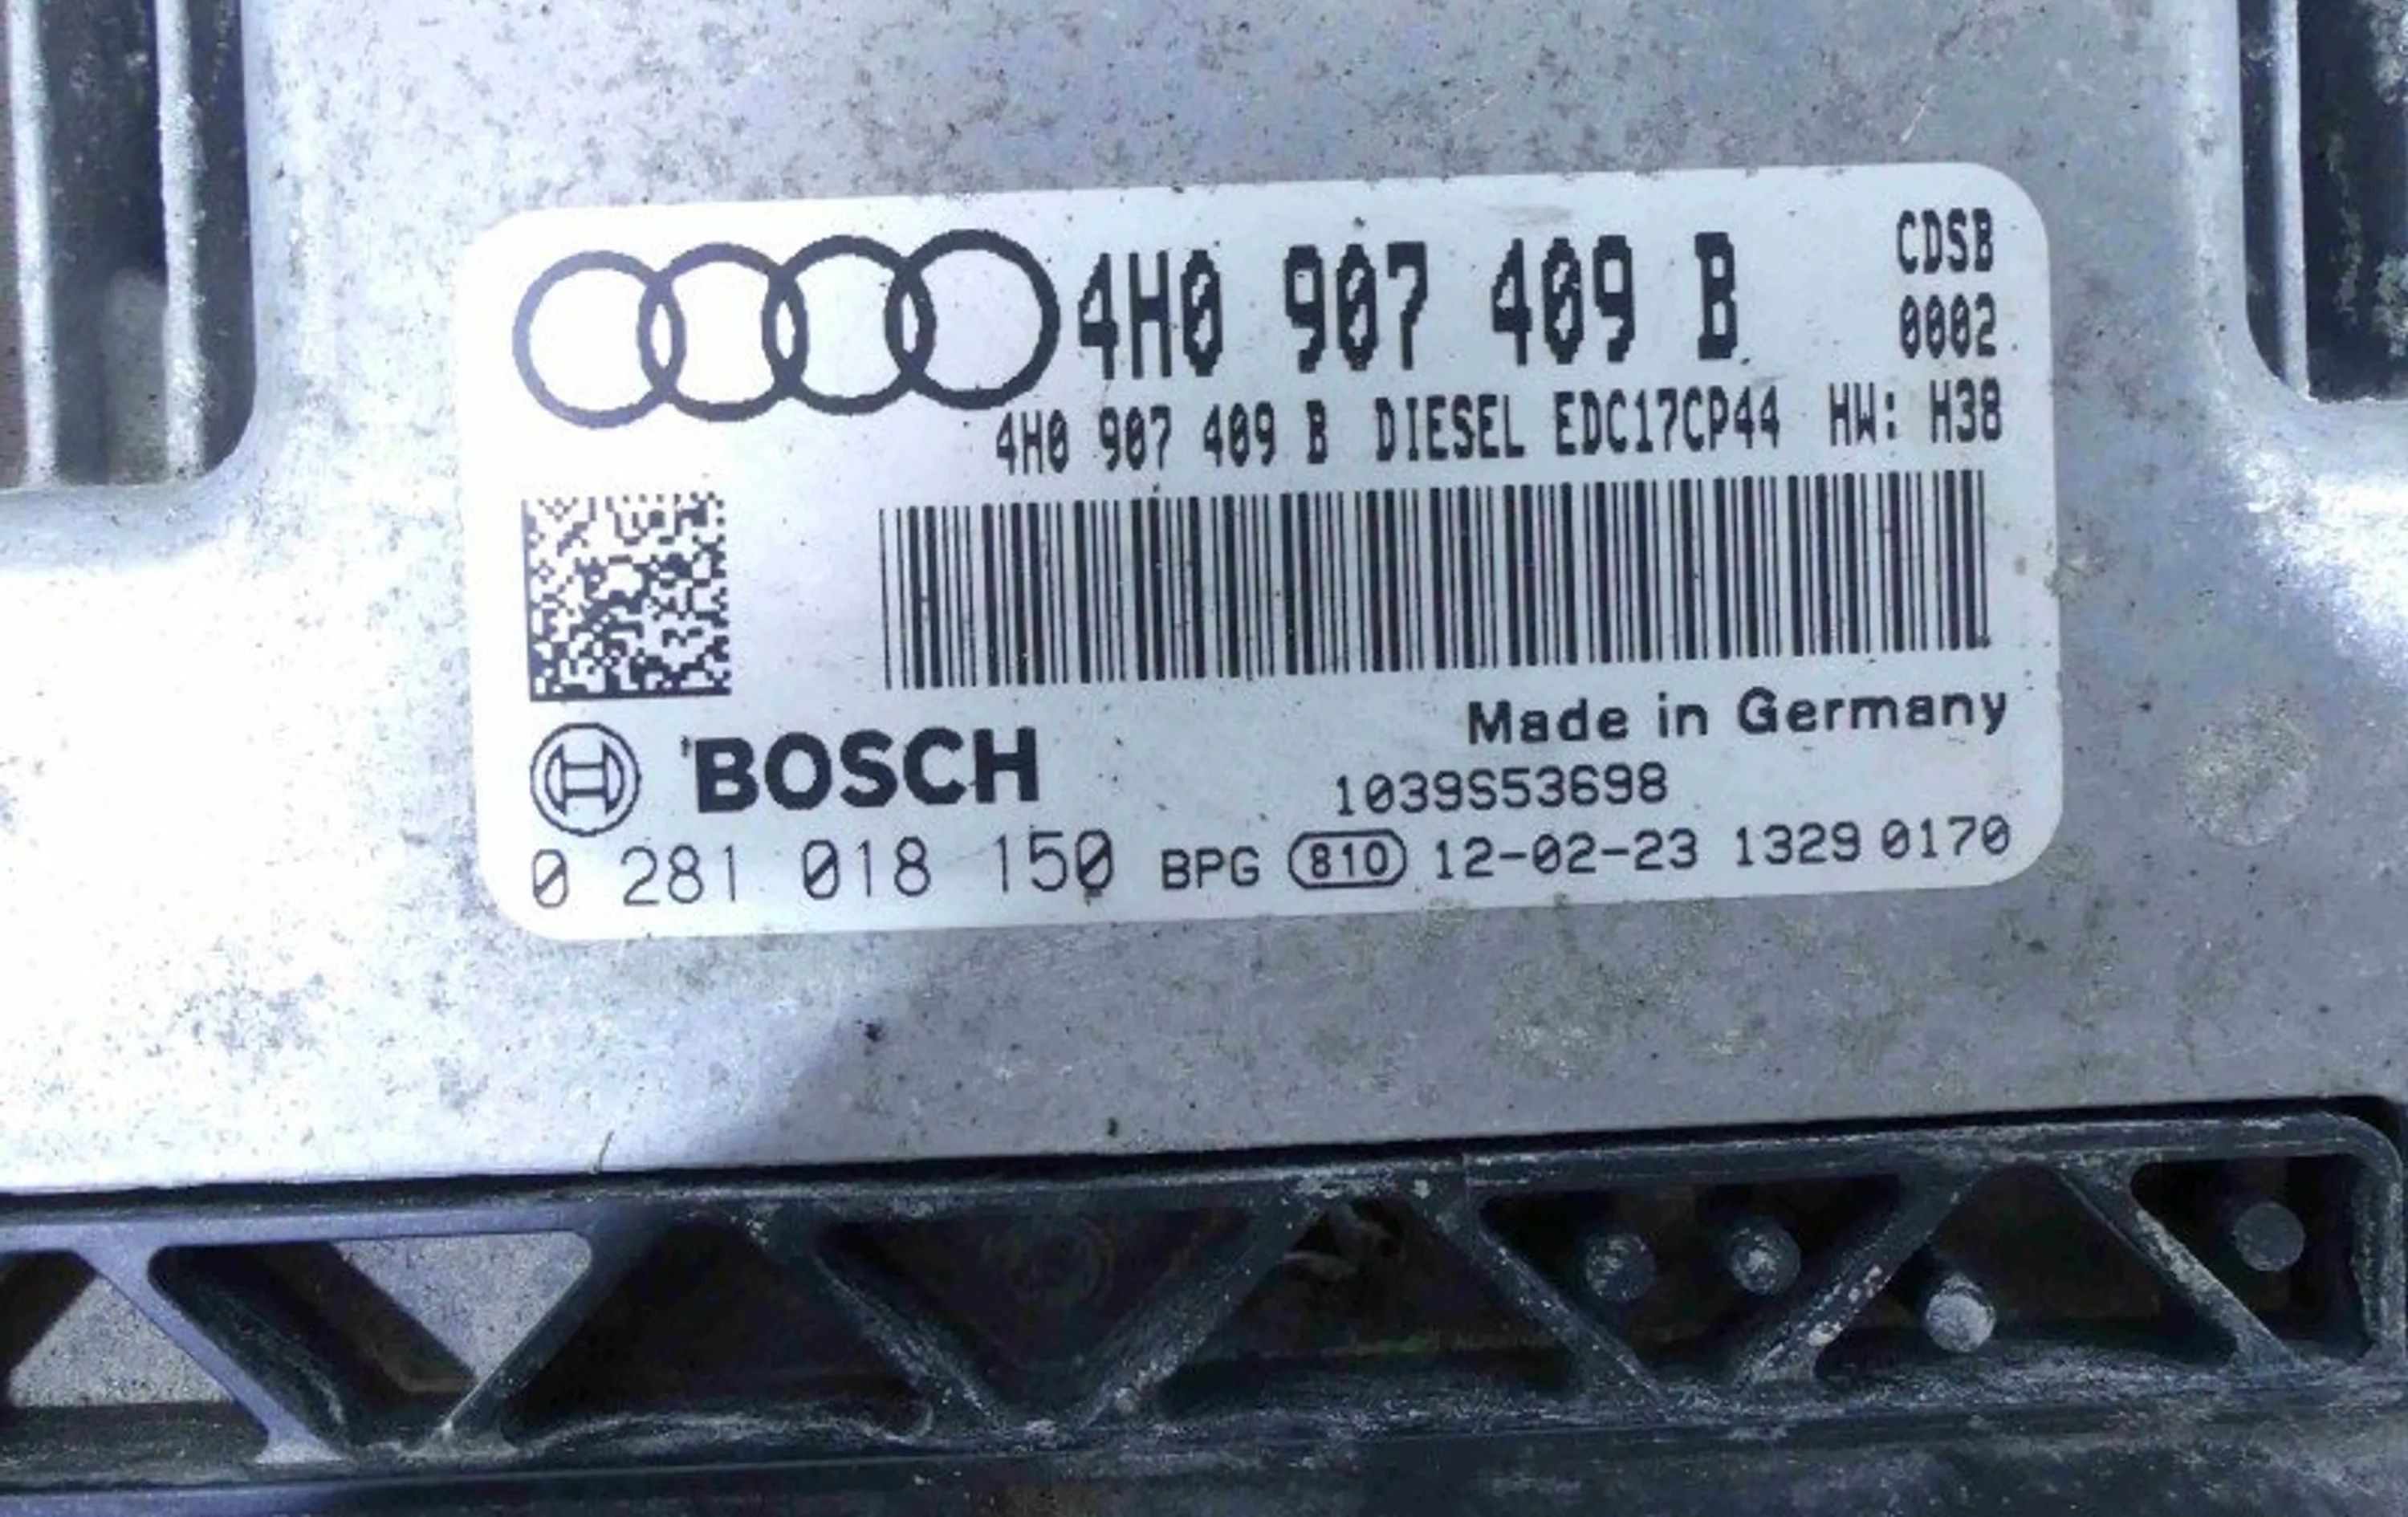 4H0 907 409 B
CDSB
0002
4H0 907 409 B DIESEL EDC17CP44 HW: H38
Made in Germany
BOSCH
1039S53698
0 281 018 150 BPG 810 12-02-23 1329 0170